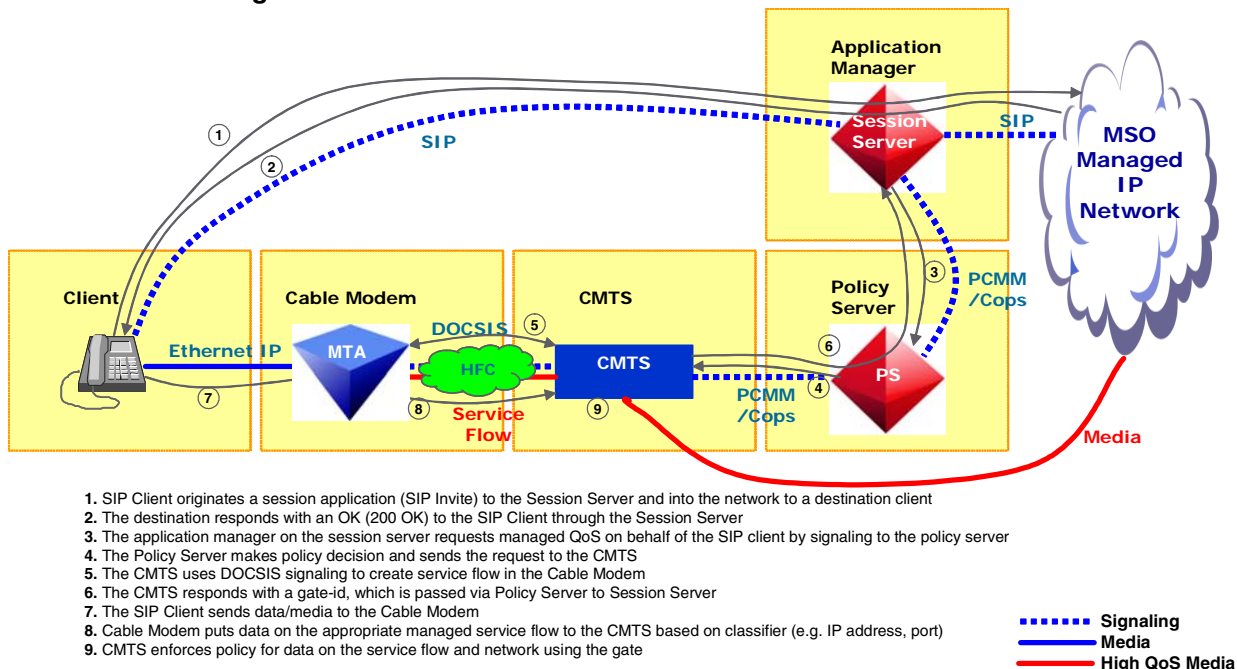 Application
Manager
Session
Server
SIP
SIP
MSO
Managed
IP
Network
1
2
3
PCMM
/Cops
Client
Cable Modem
CMTS
Policy
Server
Ethernet IP
MTA
DOCSIS
5
HFC
CMTS
6
PS
4
7
8
Service
Flow
9
PCMM
/Cops
Media
1. SIP Client originates a session application (SIP Invite) to the Session Server and into the network to a destination client
2. The destination responds with an OK (200 OK) to the SIP Client through the Session Server
3. The application manager on the session server requests managed QoS on behalf of the SIP client by signaling to the policy server
4. The Policy Server makes policy decision and sends the request to the CMTS
5. The CMTS uses DOCSIS signaling to create service flow in the Cable Modem
6. The CMTS responds with a gate-id, which is passed via Policy Server to Session Server
7. The SIP Client sends data/media to the Cable Modem
8. Cable Modem puts data on the appropriate managed service flow to the CMTS based on classifier (e.g. IP address, port)
9. CMTS enforces policy for data on the service flow and network using the gate
Signaling
Media
High QoS Media